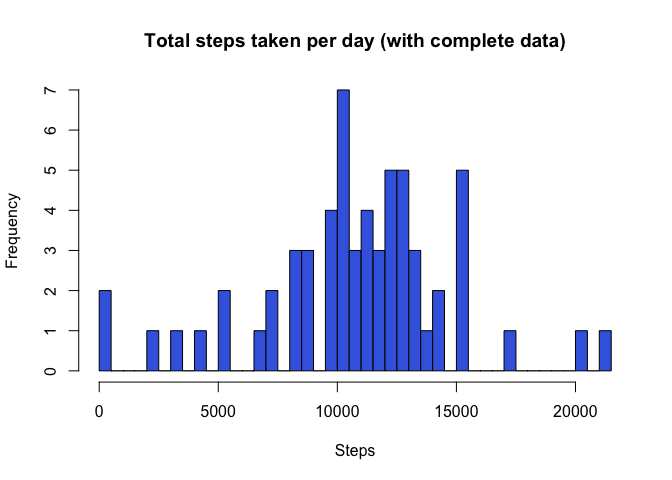 Total steps taken per day (with complete data)
Frequency
7
6
5
4
3
2
1
0
0 5000 10000 15000 20000
Steps